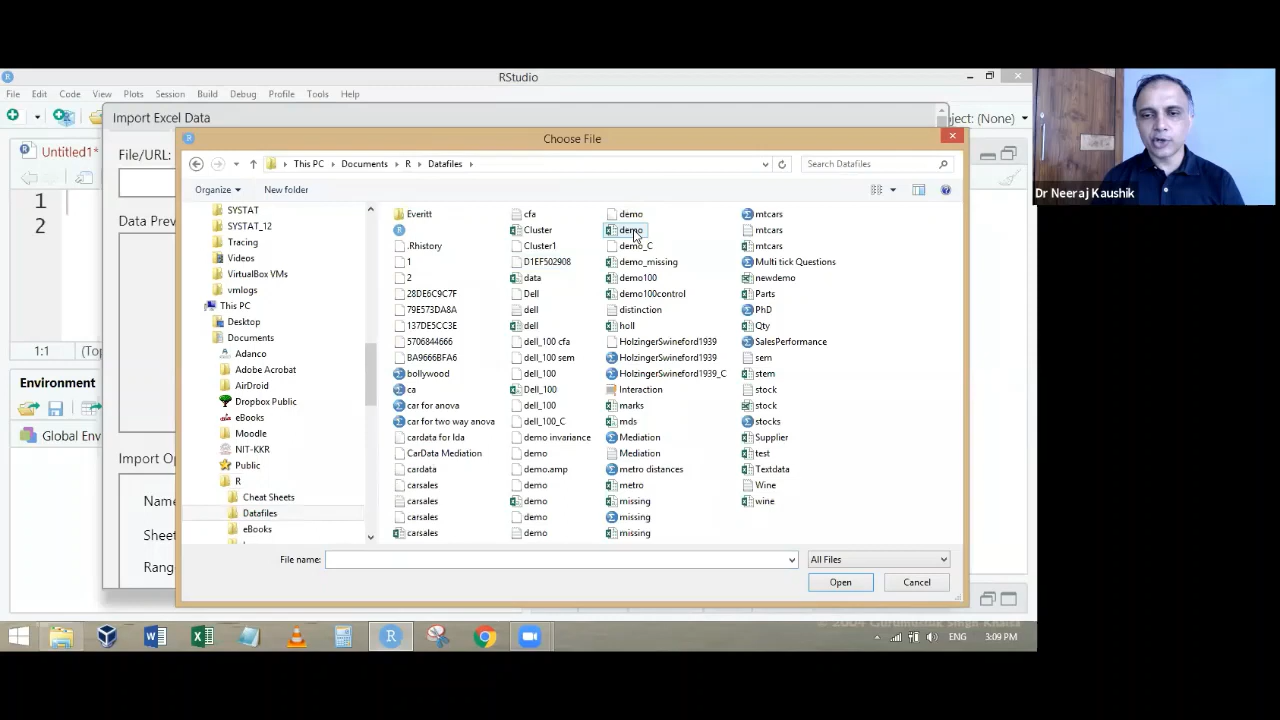 RStudio
File Edit Code View Plots Session Build Debug Profile Tools Help
Import Excel Data
ject: (None)
Untitled1*
1
2
1:1 (Top
Environment
Global Env
File/URL:
Data Prev
Import Op
Name
Sheet
Rang
Choose File
This PC Documents R Datafiles
Search Datafiles
Organize New folder
SYSTAT
SYSTAT_12
Tracing
Videos
VirtualBox VMs
vmlogs
This PC
Desktop
Documents
Adanco
Adobe Acrobat
AirDroid
Dropbox Public
eBooks
Moodle
NIT-KKR
Public
R
Cheat Sheets
Datafiles
eBooks
Everitt
.Rhistory
1
2
28DE6C9C7F
79E573DA8A
137DE5CC3E
5706844666
BA9666BFA6
bollywood
ca
car for anova
car for two way anova
cardata for lda
CarData Mediation
cardata
carsales
carsales
carsales
carsales
cfa
Cluster
Cluster1
D1EF502908
data
Dell
dell
dell
dell_100 cfa
dell_100 sem
dell_100
Dell_100
dell_100
dell_100_C
demo invariance
demo
demo.amp
demo
demo
demo
demo
demo
demo
demo_C
demo_missing
demo100
demo100control
distinction
holl
HolzingerSwineford1939
HolzingerSwineford1939
HolzingerSwineford1939_C
Interaction
marks
mds
Mediation
Mediation
metro distances
metro
missing
missing
missing
mtcars
mtcars
mtcars
Multi tick Questions
newdemo
Parts
PhD
Qty
SalesPerformance
sem
stem
stock
stock
stocks
Supplier
test
Textdata
Wine
wine
File name:
All Files
Open Cancel
ENG 3:09 PM
Dr Neeraj Kaushik